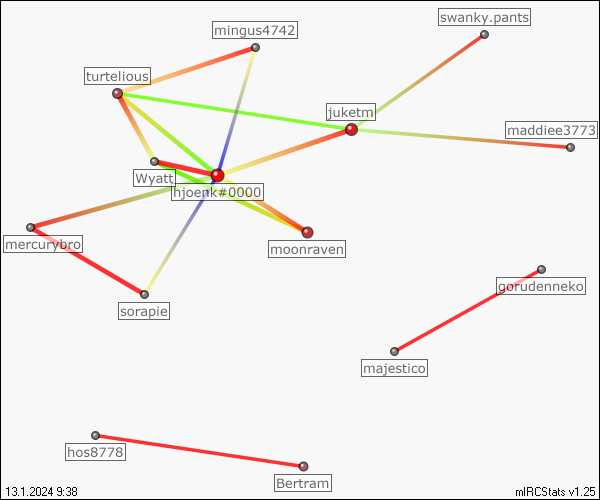 swanky.pants
mingus4742
turtelious
juketm
maddiee3773
Wyatt
hjoerk#0000
mercurybro
moonraven
gorudenneko
sorapie
majestico
hos8778
Bertram
13.1.2024 9:38
mIRCStats v1.25